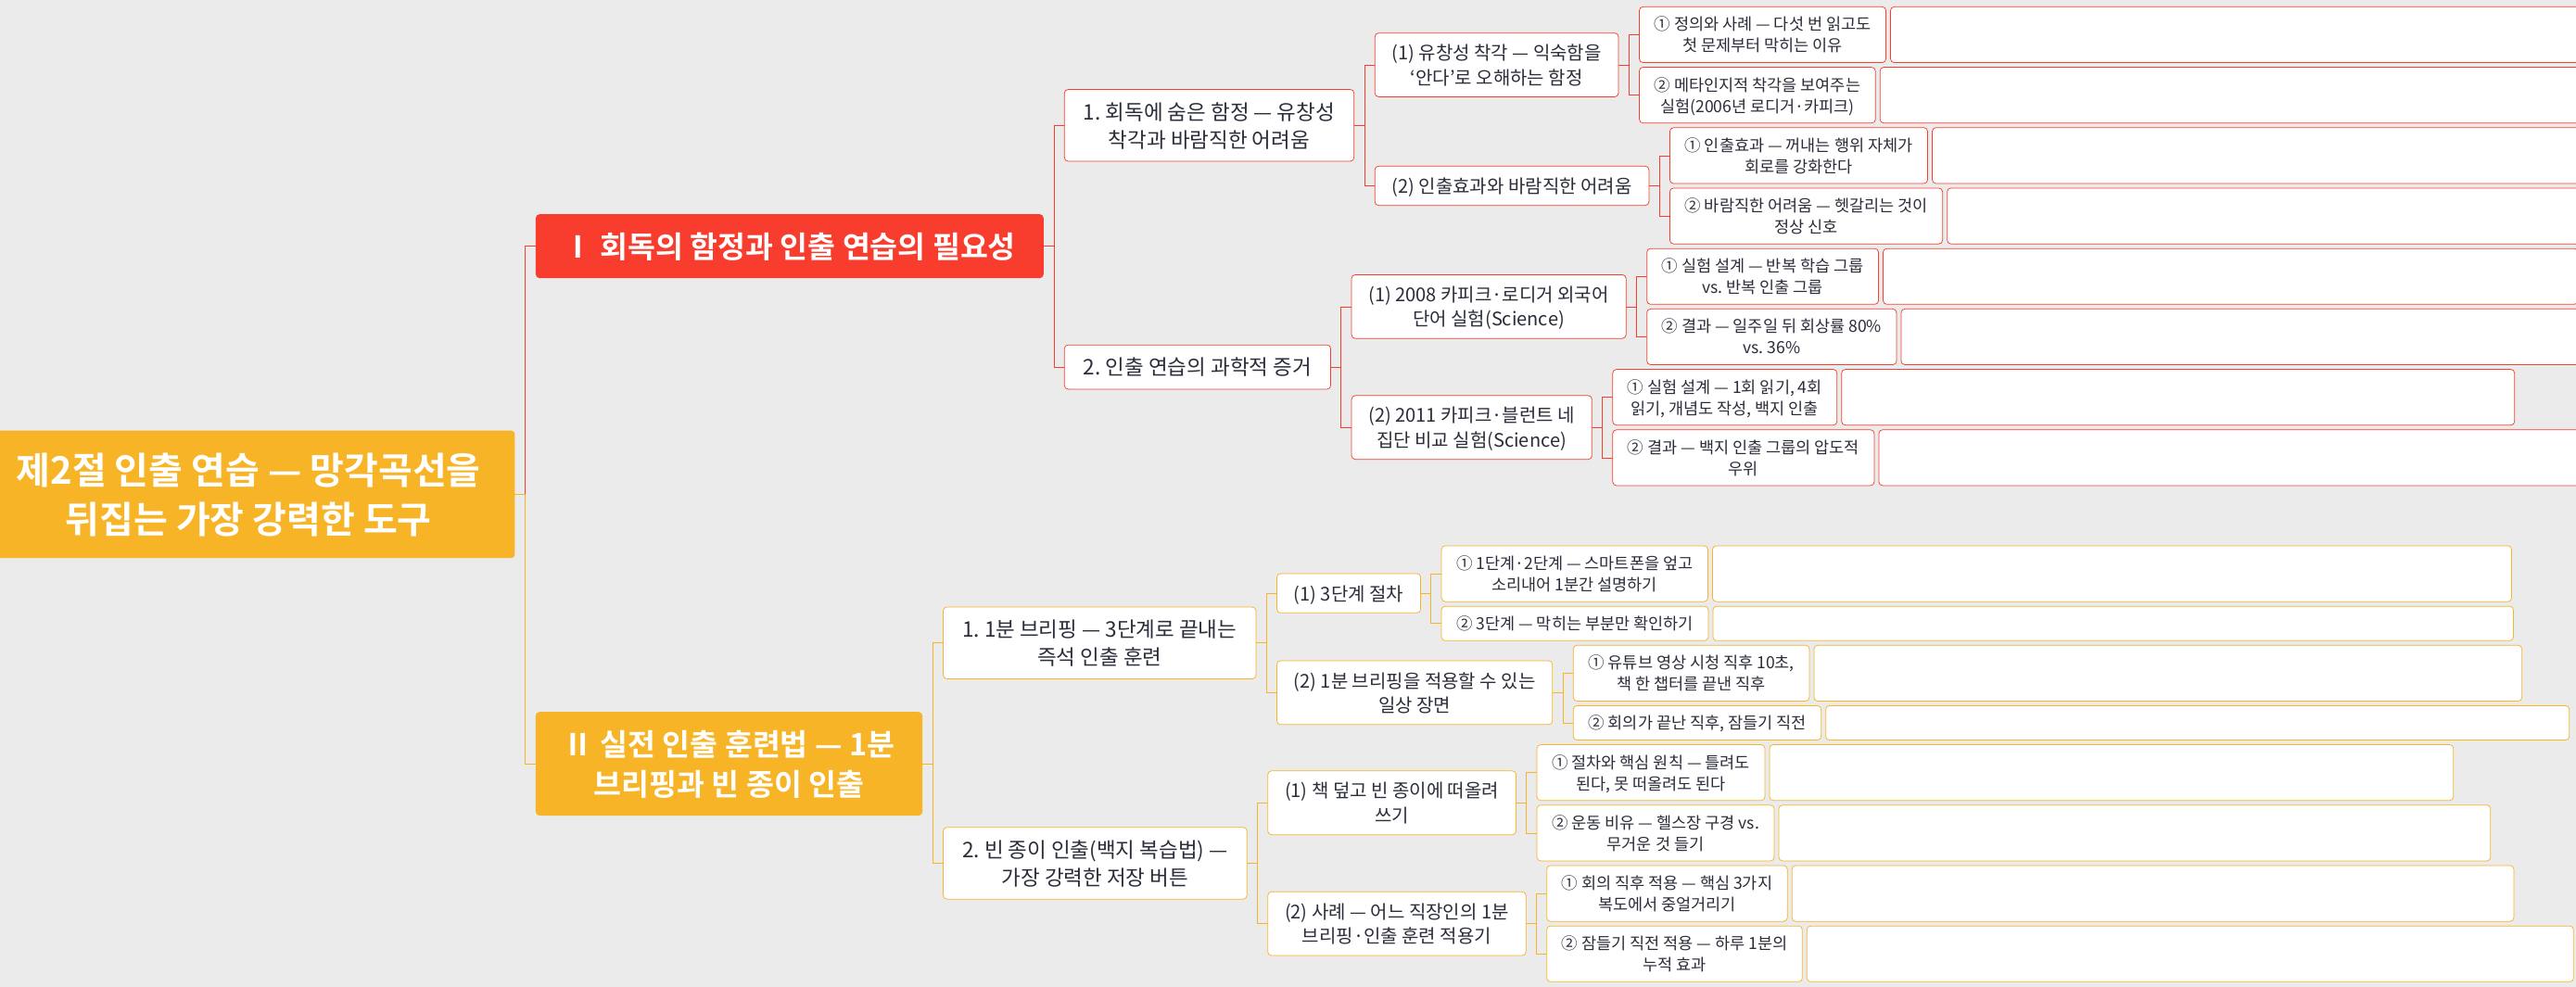 제2절 인출 연습 — 망각곡선을
뒤집는 가장 강력한 도구
Ⅰ 회독의 함정과 인출 연습의 필요성
1. 회독에 숨은 함정 — 유창성
착각과 바람직한 어려움
(1) 유창성 착각 — 익숙함을
‘안다’로 오해하는 함정
① 정의와 사례 — 다섯 번 읽고도
첫 문제부터 막히는 이유
② 메타인지적 착각을 보여주는
실험(2006년 로디거·카피크)
(2) 인출효과와 바람직한 어려움
① 인출효과 — 꺼내는 행위 자체가
회로를 강화한다
② 바람직한 어려움 — 헷갈리는 것이
정상 신호
2. 인출 연습의 과학적 증거
(1) 2008 카피크·로디거 외국어
단어 실험(Science)
① 실험 설계 — 반복 학습 그룹
vs. 반복 인출 그룹
② 결과 — 일주일 뒤 회상률 80%
vs. 36%
(2) 2011 카피크·블런트 네
집단 비교 실험(Science)
① 실험 설계 — 1회 읽기, 4회
읽기, 개념도 작성, 백지 인출
② 결과 — 백지 인출 그룹의 압도적
우위
Ⅱ 실전 인출 훈련법 — 1분
브리핑과 빈 종이 인출
1. 1분 브리핑 — 3단계로 끝내는
즉석 인출 훈련
(1) 3단계 절차
① 1단계·2단계 — 스마트폰을 엎고
소리내어 1분간 설명하기
② 3단계 — 막히는 부분만 확인하기
(2) 1분 브리핑을 적용할 수 있는
일상 장면
① 유튜브 영상 시청 직후 10초,
책 한 챕터를 끝낸 직후
② 회의가 끝난 직후, 잠들기 직전
2. 빈 종이 인출(백지 복습법) —
가장 강력한 저장 버튼
(1) 책 덮고 빈 종이에 떠올려
쓰기
① 절차와 핵심 원칙 — 틀려도
된다, 못 떠올려도 된다
② 운동 비유 — 헬스장 구경 vs.
무거운 것 들기
(2) 사례 — 어느 직장인의 1분
브리핑·인출 훈련 적용기
① 회의 직후 적용 — 핵심 3가지
복도에서 중얼거리기
② 잠들기 직전 적용 — 하루 1분의
누적 효과